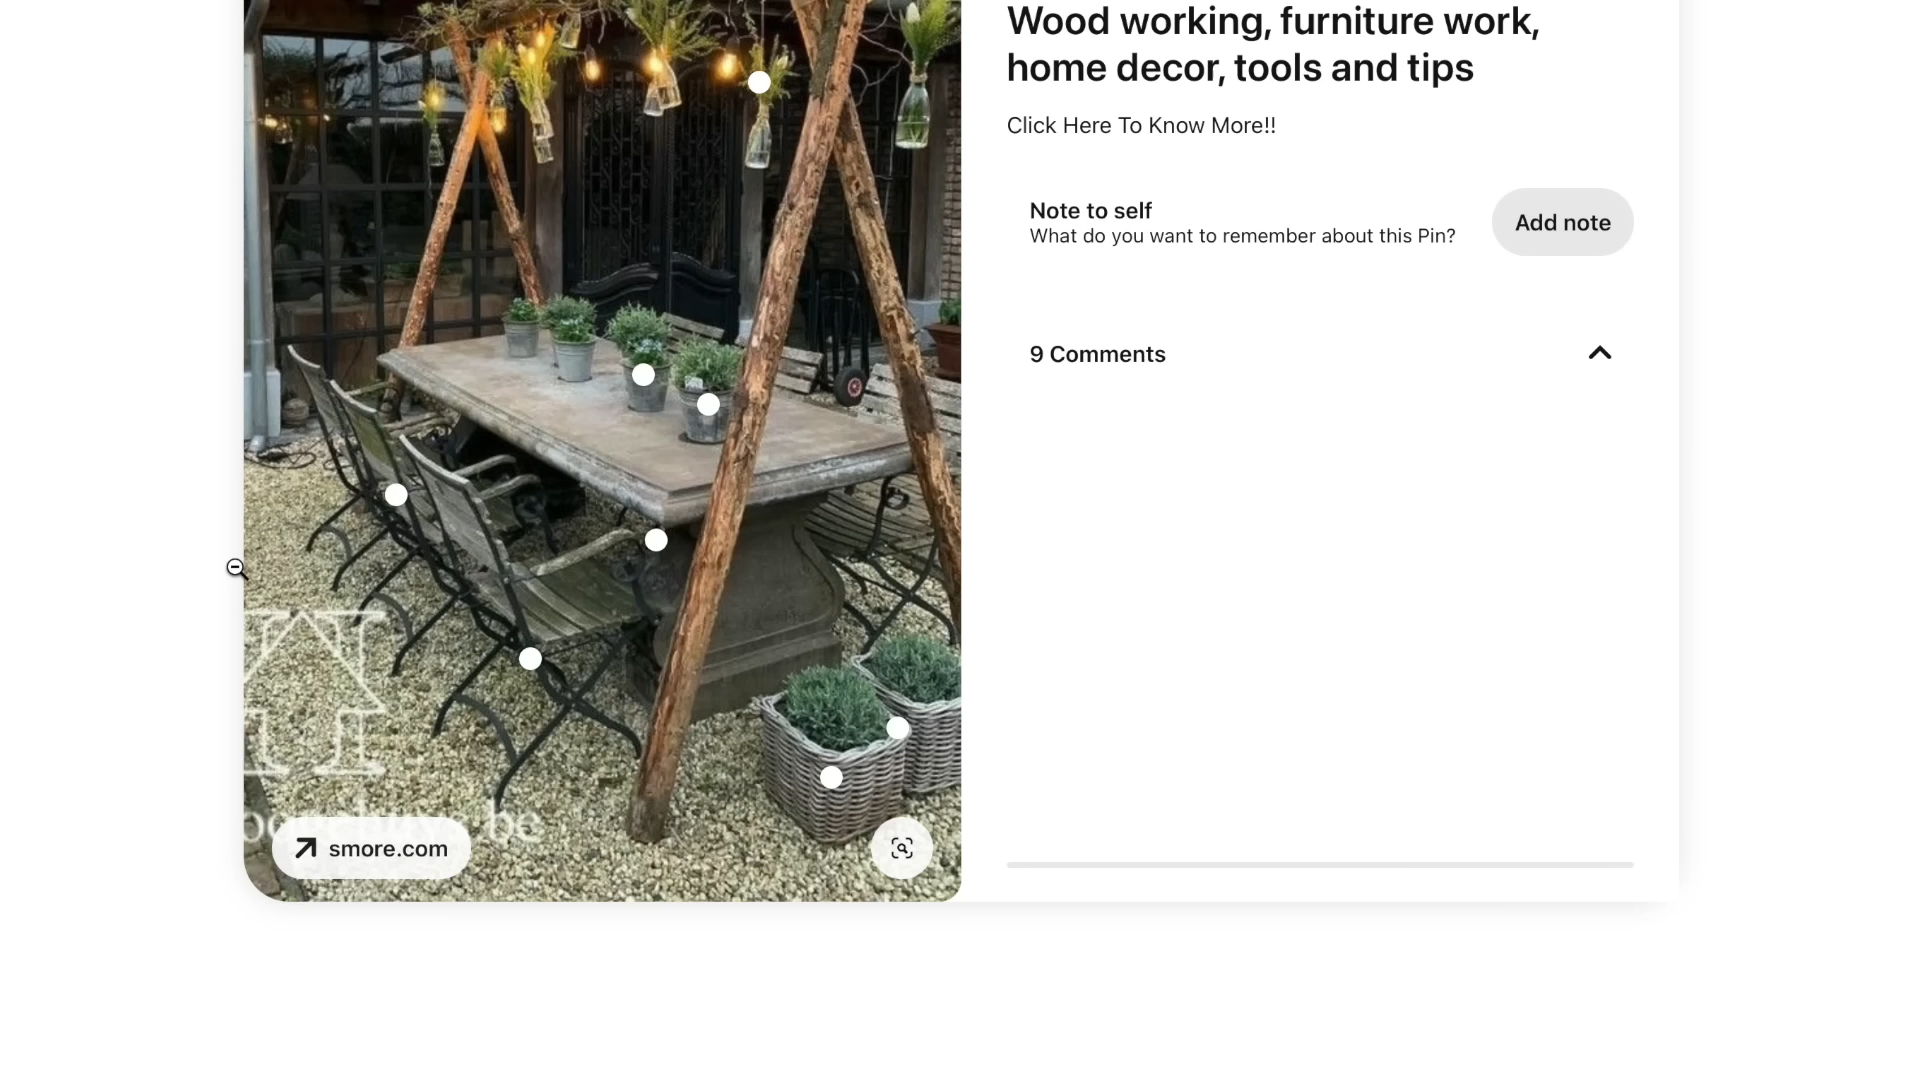 Wood working, furniture work,
home decor, tools and tips
Click Here To Know More!!
Note to self
What do you want to remember about this Pin?
Add note
9 Comments
.be
smore.com